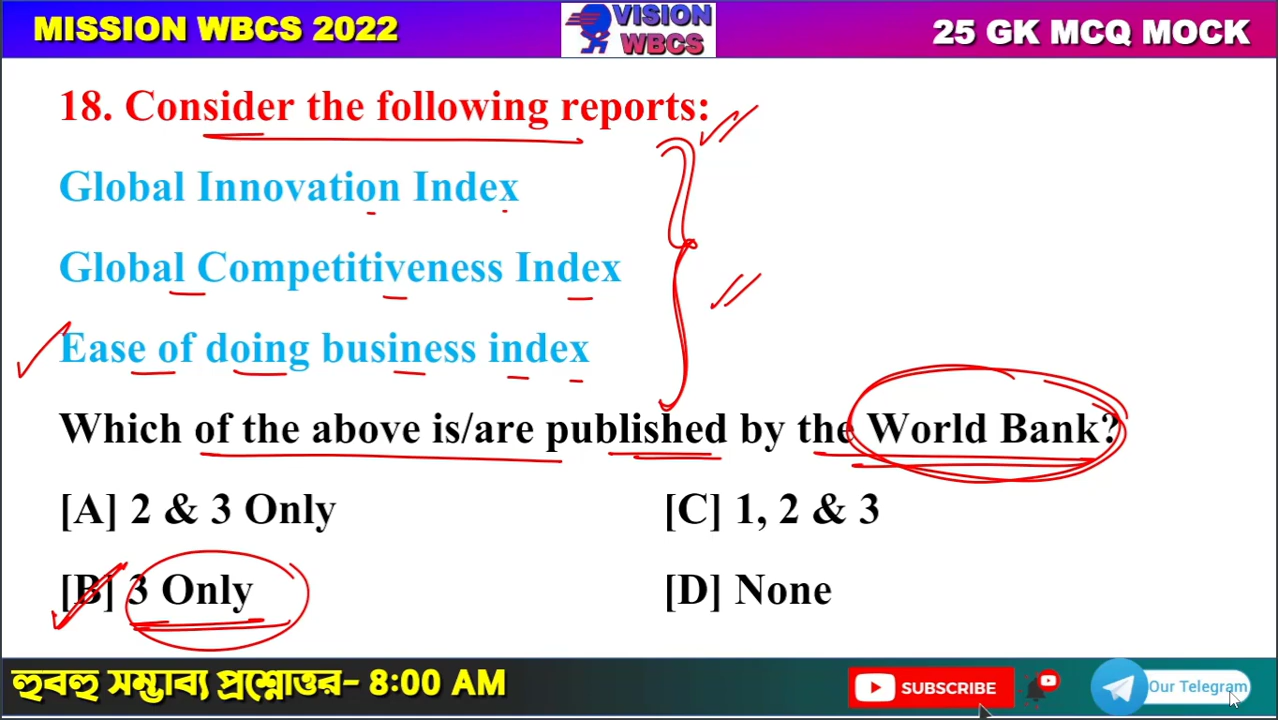 MISSION WBCS 2022
VISION
WBCS
25 GK MCQ MOCK
18. Consider the following reports:
Global Innovation Index
Global Competitiveness Index
Ease of doing business index
Which of the above is/are published by the World Bank?
[A] 2 & 3 Only
[C] 1, 2 & 3
[B] 3 Only
[D] None
হুবহু সম্ভাব্য প্রশ্নোত্তর- 8:00 AM
SUBSCRIBE
Our Telegram